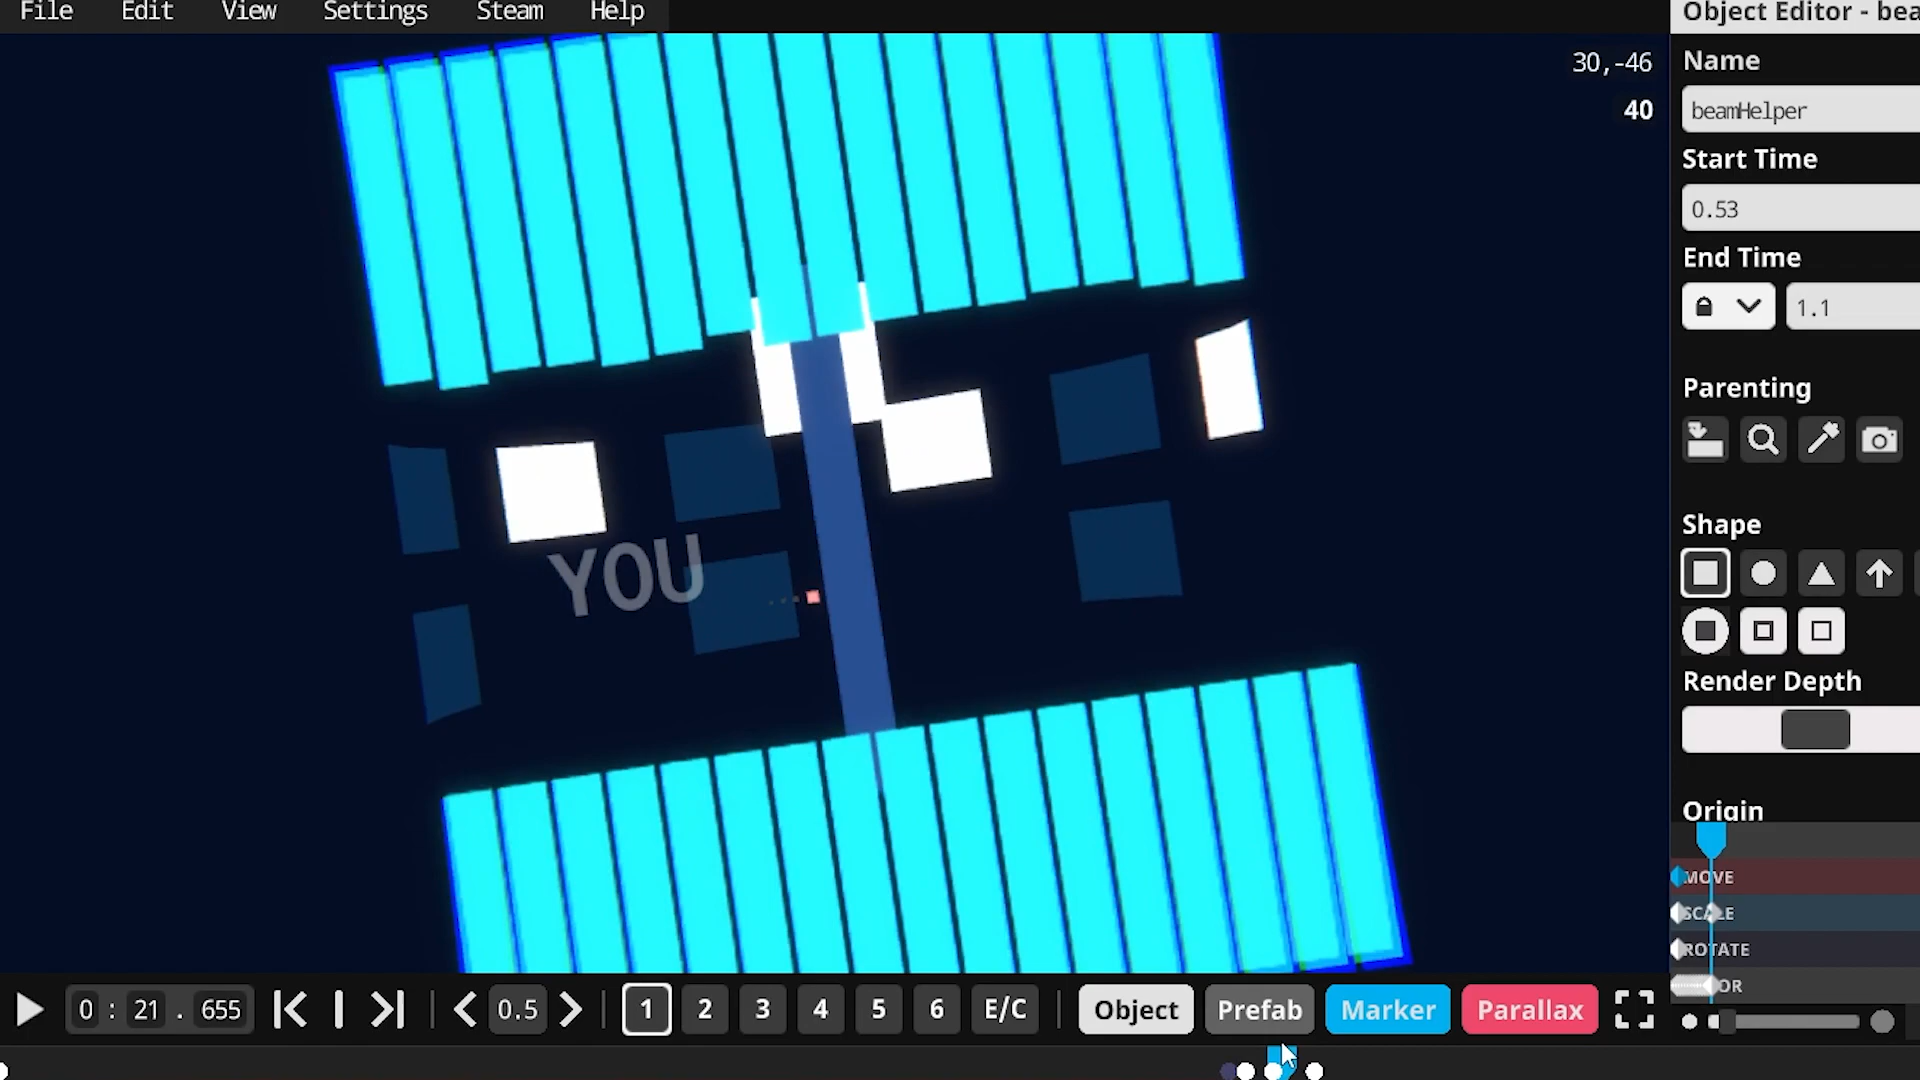 File Edit View Settings Steam Help
Object Editor - bea
30,-46
40
Name
beamHelper
Start Time
0.53
End Time
1.1
Parenting
Shape
YOU
Render Depth
Origin
MOVE
SCALE
ROTATE
OR
0 : 21 . 655
0.5
1 2 3 4 5 6 E/C
Object Prefab Marker Parallax